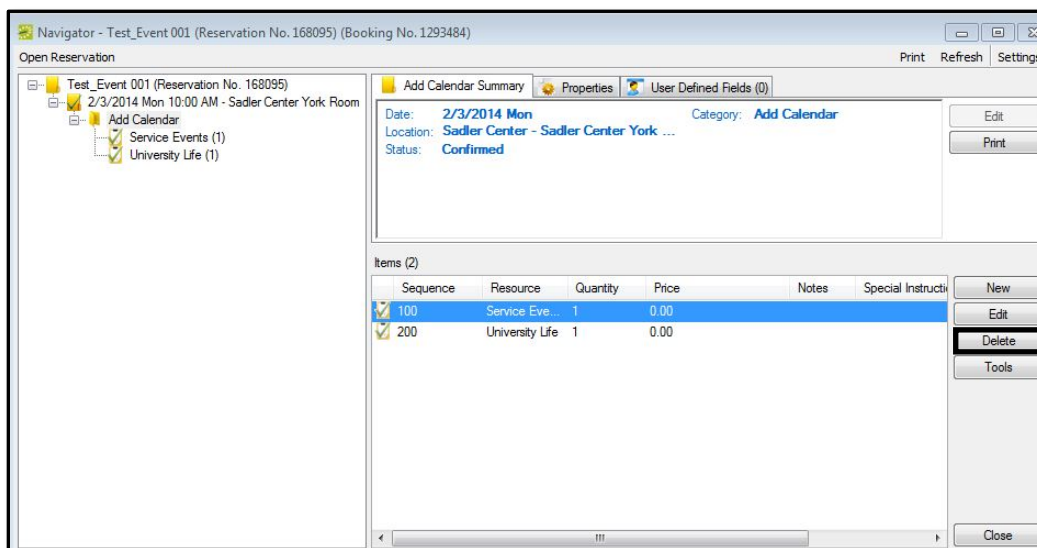 Navigator - Test_Event 001 (Reservation No. 168095) (Booking No. 1293484)
Open Reservation
Print Refresh Settings
Test_Event 001 (Reservation No. 168095)
2/3/2014 Mon 10:00 AM - Sadler Center York Room
Add Calendar
Service Events (1)
University Life (1)
Add Calendar Summary Properties User Defined Fields (0)
Date: 2/3/2014 Mon Category: Add Calendar
Location: Sadler Center - Sadler Center York ...
Status: Confirmed
Edit
Print
Items (2)
Sequence Resource Quantity Price Notes Special Instructi
100 Service Eve... 1 0.00
200 University Life 1 0.00
New
Edit
Delete
Tools
Close